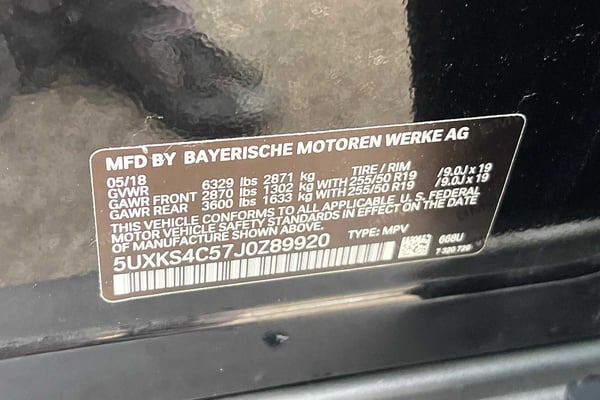 MFD BY BAYERISCHE MOTOREN WERKE AG
05/18 TIRE / RIM
GVWR 6329 lbs 2871 kg
GAWR FRONT 2870 lbs 1302 kg WITH 255/50 R19 /9.0J x 19
GAWR REAR 3600 lbs 1633 kg WITH 255/50 R19 /9.0J x 19
THIS VEHICLE CONFORMS TO ALL APPLICABLE U.S. FEDERAL
MOTOR VEHICLE SAFETY STANDARDS IN EFFECT ON THE DATE
OF MANUFACTURE SHOWN ABOVE.
5UXKS4C57J0Z89920 TYPE: MPV
668U
7 320 726